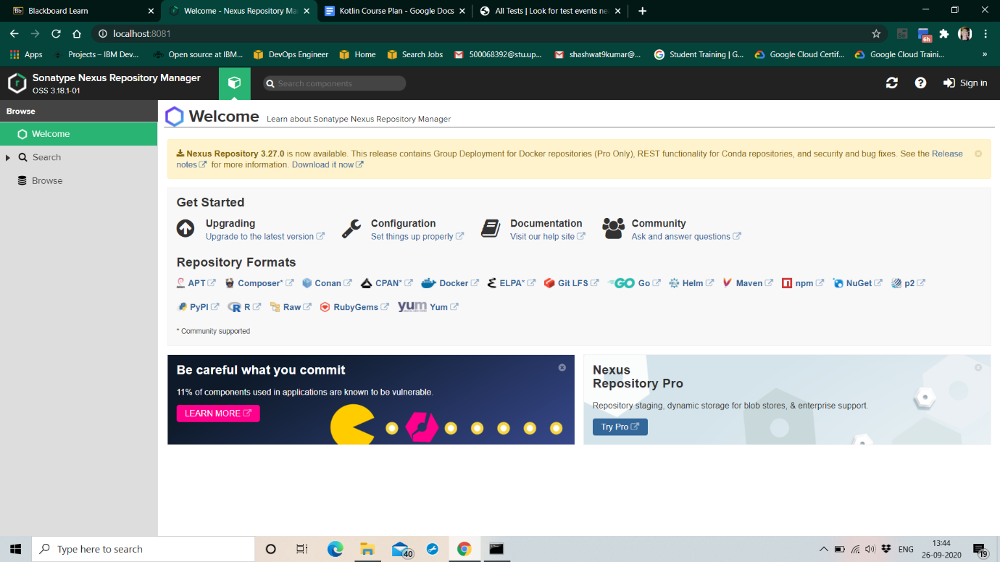 Blackboard Learn
Welcome - Nexus Repository Ma
Kotlin Course Plan - Google Docs
All Tests | Look for test events ne
localhost:8081
6h
Apps
Projects – IBM Dev...
Open source at IBM...
DevOps Engineer
Home
Search Jobs
500068392@stu.up...
shashwat9kumar@...
Student Training | G...
Google Cloud Certif...
Google Cloud Traini...
»
Sonatype Nexus Repository Manager
OSS 3.18.1-01
Search components
Sign in
Browse
Welcome
Search
Browse
Welcome Learn about Sonatype Nexus Repository Manager
Nexus Repository 3.27.0 is now available. This release contains Group Deployment for Docker repositories (Pro Only), REST functionality for Conda repositories, and security and bug fixes. See the Release
notes for more information. Download it now
Get Started
Upgrading
Upgrade to the latest version
Configuration
Set things up properly
Documentation
Visit our help site
Community
Ask and answer questions
Repository Formats
APT Composer* Conan CPAN* Docker ELPA* Git LFS GO Go Helm Maven npm NuGet p2
PyPI R Raw RubyGems yum Yum
* Community supported
Be careful what you commit
11% of components used in applications are known to be vulnerable.
LEARN MORE
Nexus
Repository Pro
Repository staging, dynamic storage for blob stores, & enterprise support.
Try Pro
Type here to search
40
ENG
13:44
26-09-2020
19